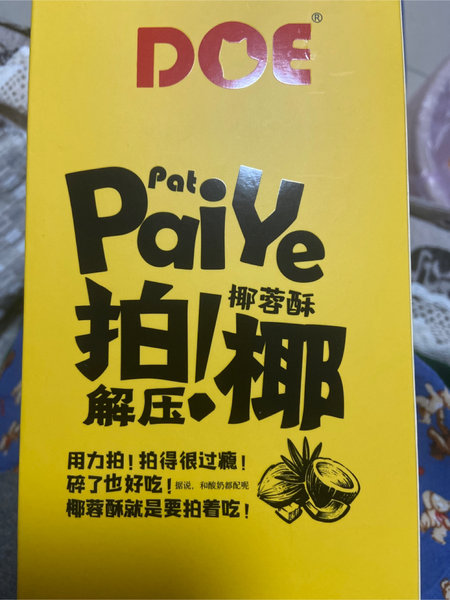 DOE®
Pat
PaiYe
椰蓉酥
拍!椰
解压
用力拍!拍得很过瘾!
碎了也好吃!据说,和酸奶都配呢
椰蓉酥就是要拍着吃!